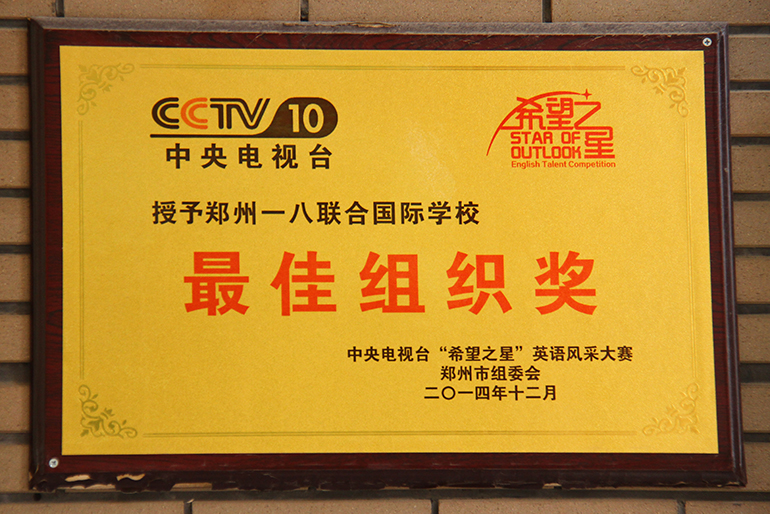 CCTV 10
中央电视台
希望之星
STAR OF
OUTLOOK
English Talent Competition
授予郑州一八联合国际学校
最佳组织奖
中央电视台“希望之星”英语风采大赛
郑州市组委会
二〇一四年十二月